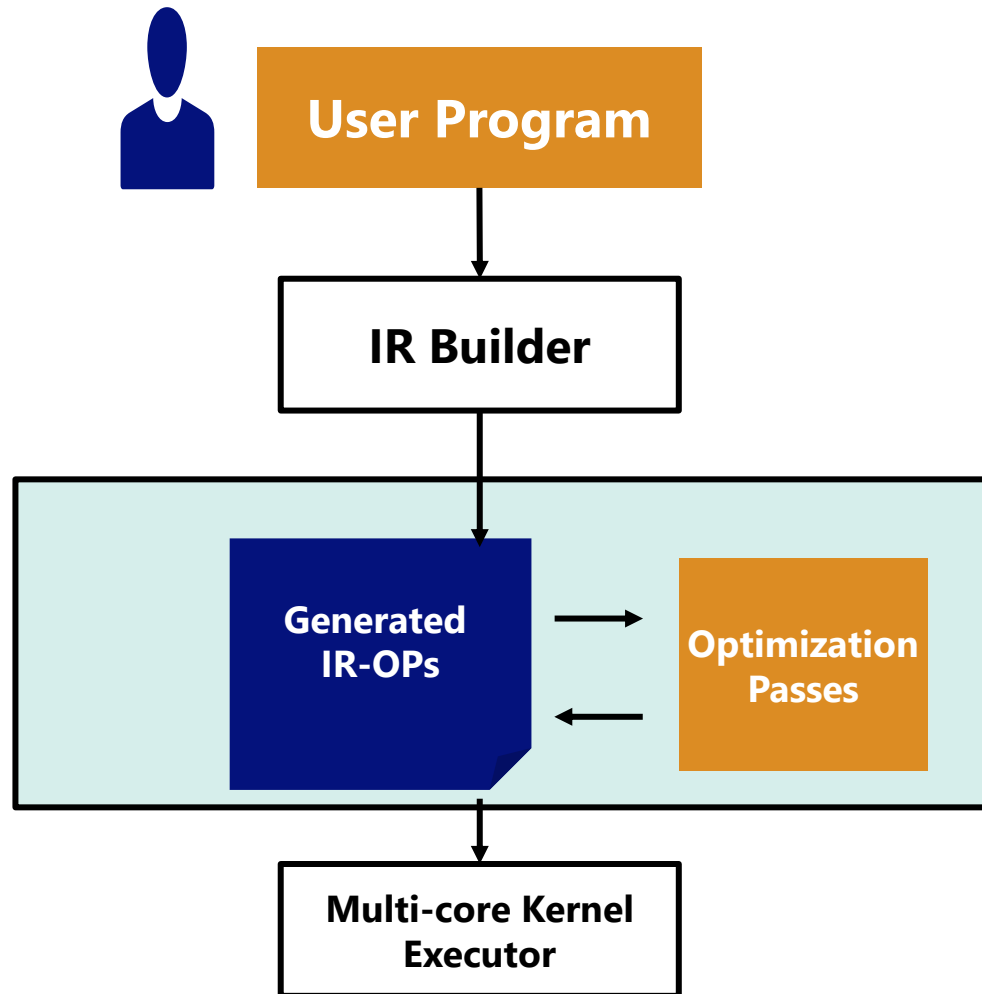 User Program
IR Builder
Generated
IR-OPs
Optimization
Passes
Multi-core Kernel
Executor